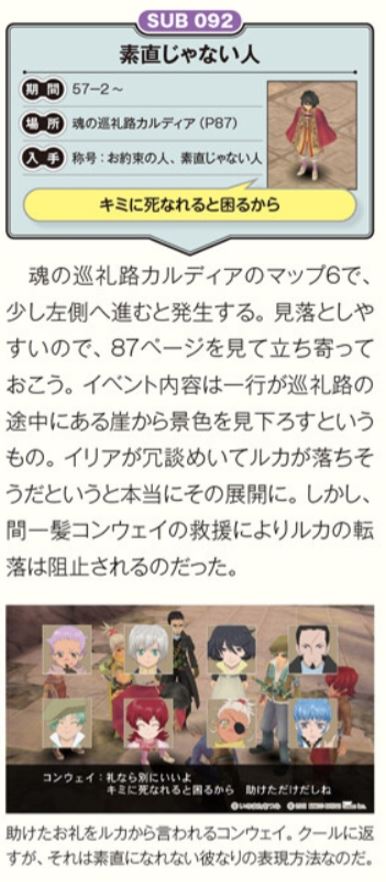 SUB 092
素直じゃない人
期間 57−2〜
場所 魂の巡礼路カルディア（P87）
入手 称号：お約束の人、素直じゃない人
キミに死なれると困るから
魂の巡礼路カルディアのマップ6で、
少し左側へ進むと発生する。見落としや
すいので、87ページを見て立ち寄って
おこう。イベント内容は一行が巡礼路の
途中にある崖から景色を見下ろすという
もの。イリアが冗談めいてルカが落ちそ
うだというと本当にその展開に。しかし、
間一髪コンウェイの救援によりルカの転
落は阻止されるのだった。
コンウェイ：礼なら別にいいよ
キミに死なれると困るから　助けただけだしね
助けたお礼をルカから言われるコンウェイ。クールに返
すが、それは素直になれない彼なりの表現方法なのだ。